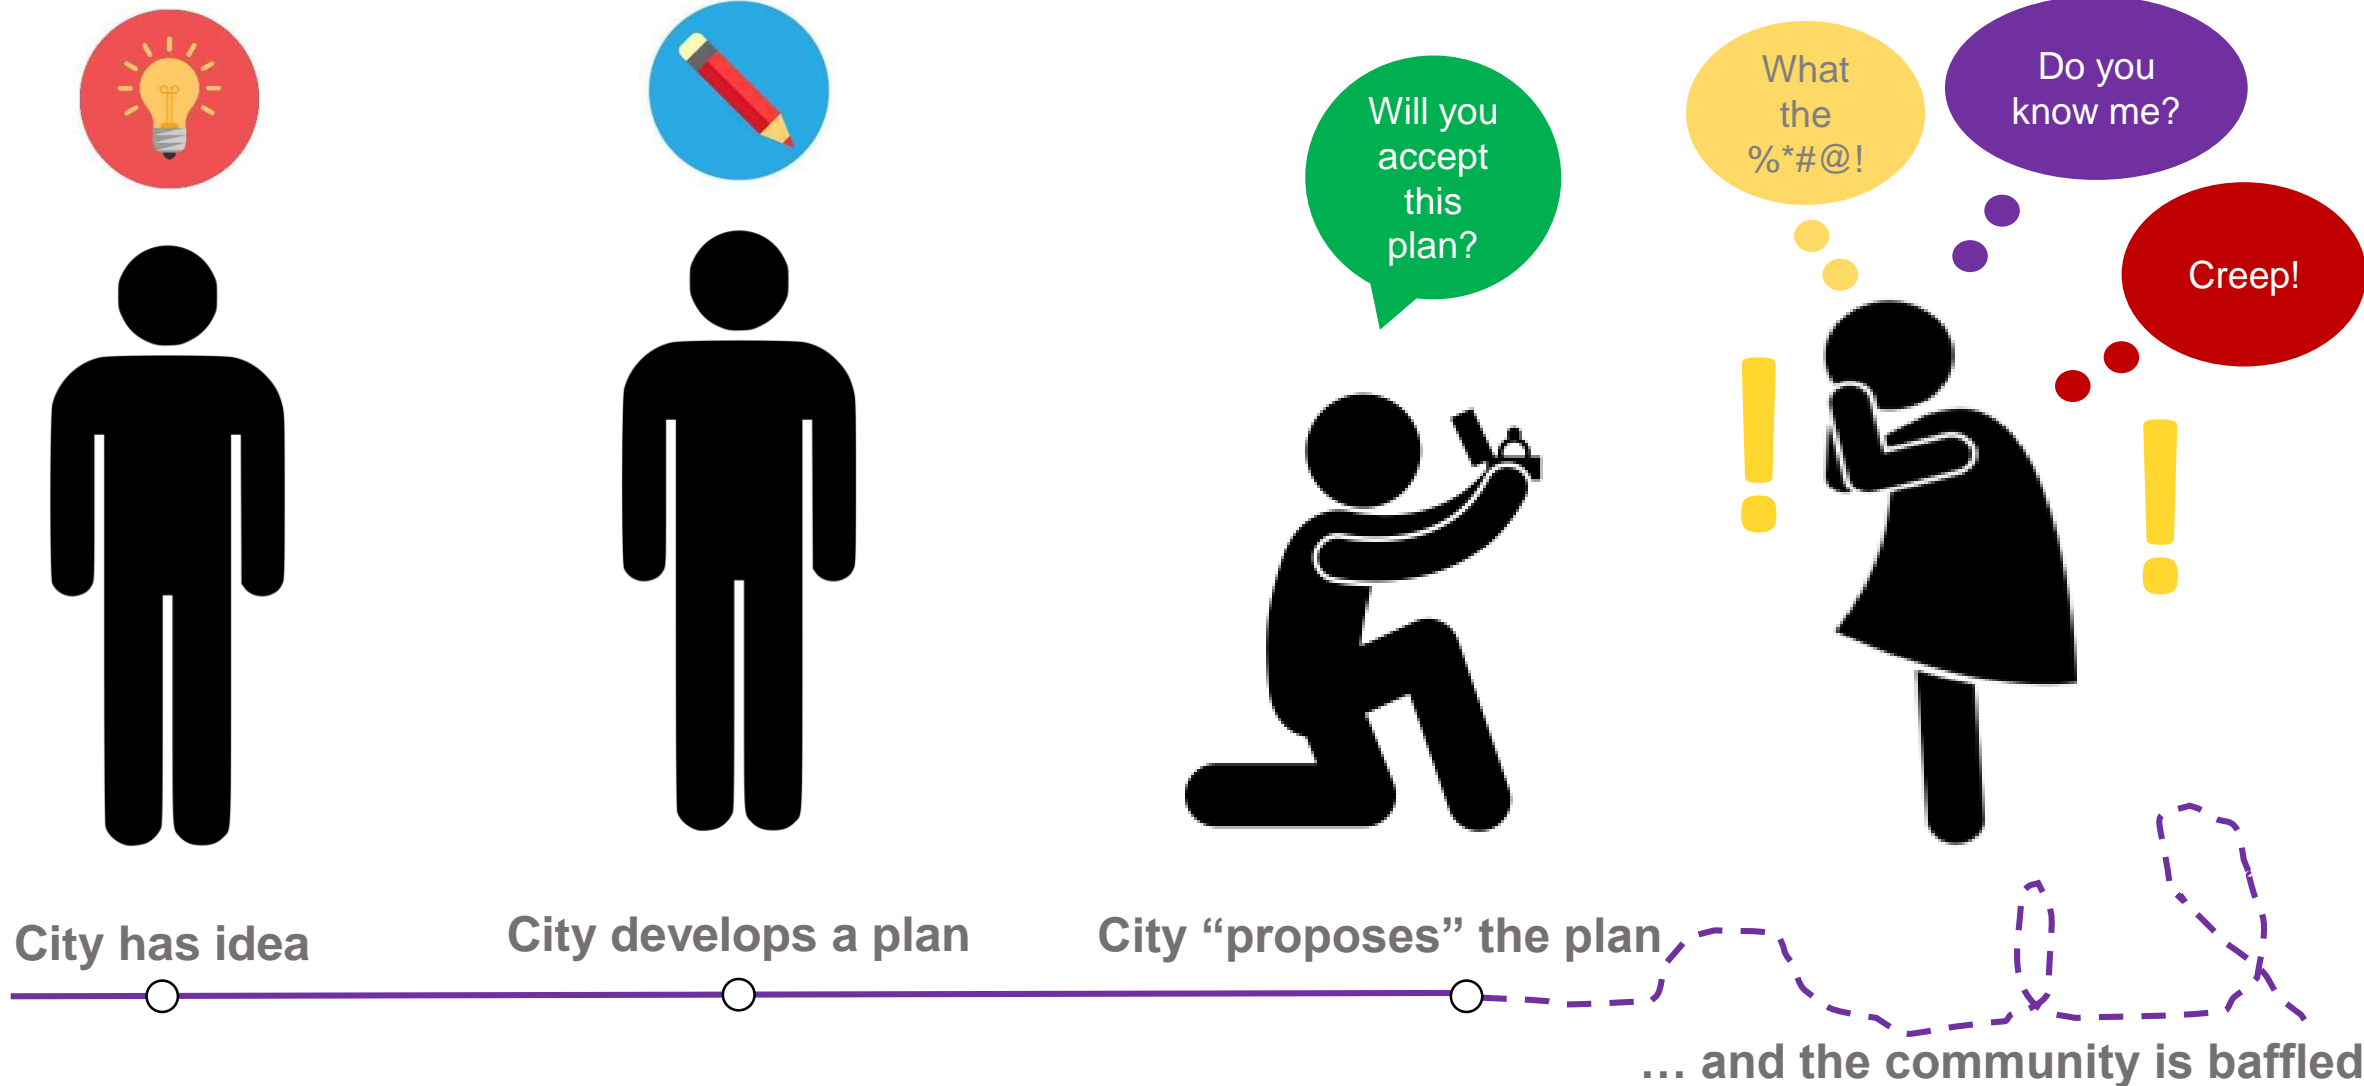 Will you
accept
this
plan?
What
the
%*#@!
Do you
know me?
Creep!
City has idea
City develops a plan
City “proposes” the plan
… and the community is baffled